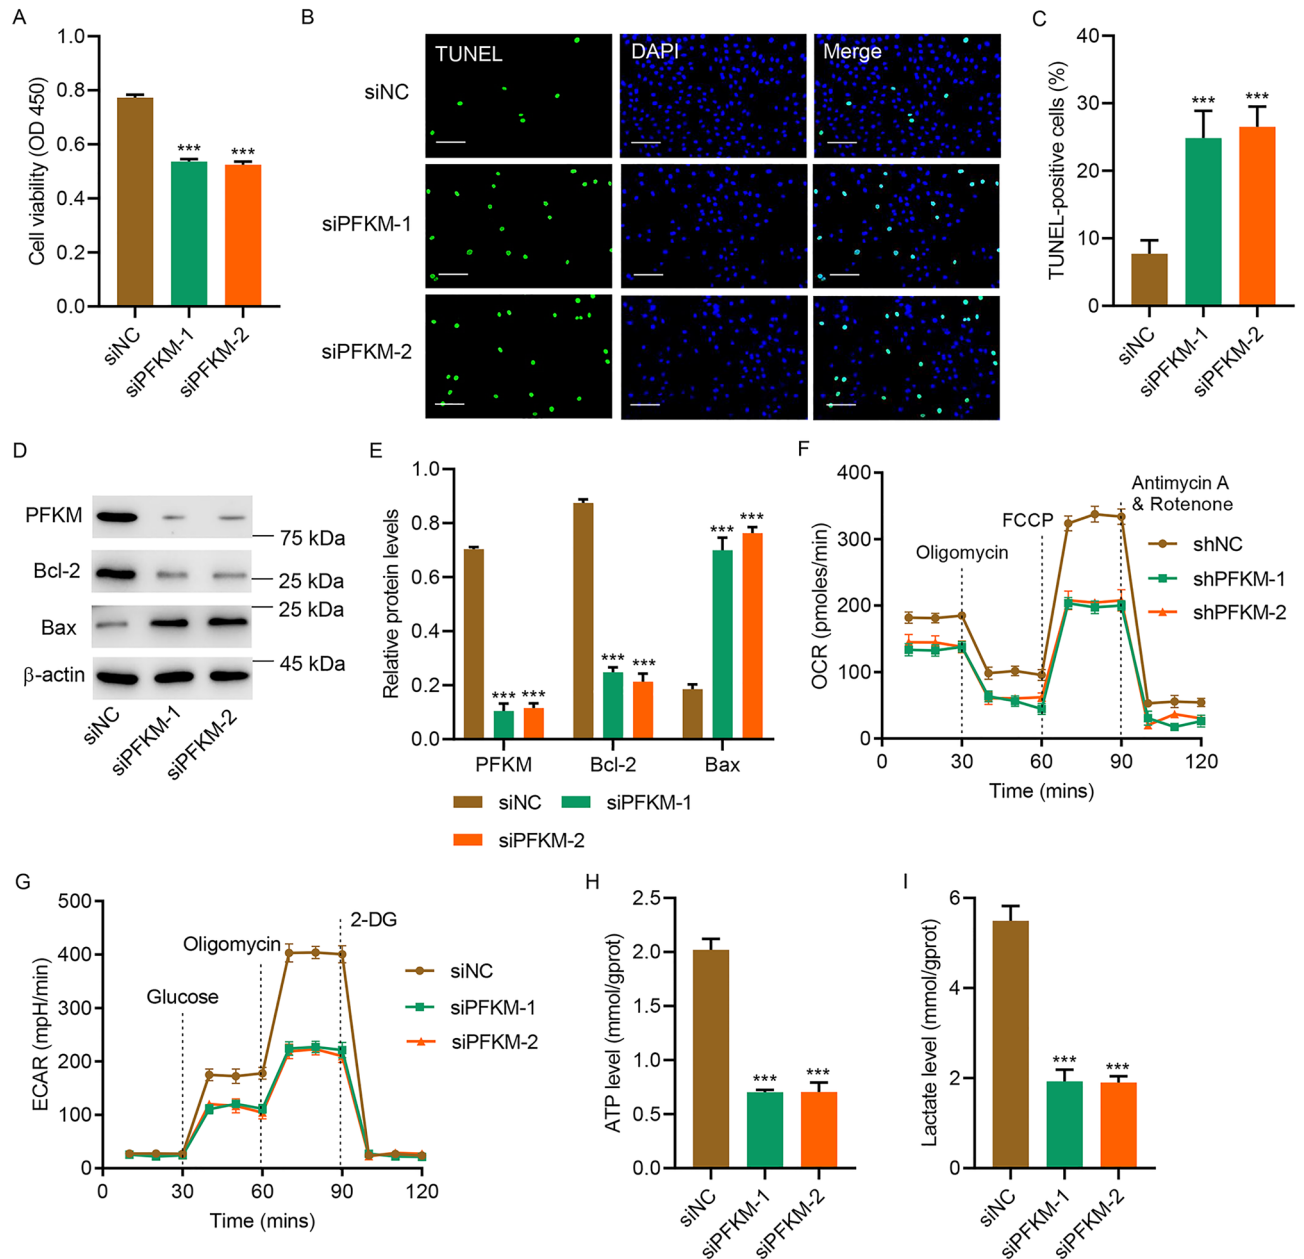 A
Cell viability (OD 450)
1.0
0.8
0.6
0.4
0.2
0.0
***
***
siNC
siPFKM-1
siPFKM-2
B
TUNEL
DAPI
Merge
siNC
siPFKM-1
siPFKM-2
C
TUNEL-positive cells (%)
40
30
20
10
0
***
***
siNC
siPFKM-1
siPFKM-2
D
PFKM
75 kDa
Bcl-2
25 kDa
25 kDa
Bax
45 kDa
β-actin
siNC
siPFKM-1
siPFKM-2
E
Relative protein levels
1.0
0.8
0.6
0.4
0.2
0.0
***
***
***
***
***
***
PFKM
Bcl-2
Bax
siNC
siPFKM-1
siPFKM-2
F
OCR (pmoles/min)
400
300
200
100
0
Oligomycin
FCCP
Antimycin A
& Rotenone
shNC
shPFKM-1
shPFKM-2
0
30
60
90
120
Time (mins)
G
ECAR (mpH/min)
500
400
300
200
100
0
Glucose
Oligomycin
2-DG
siNC
siPFKM-1
siPFKM-2
0
30
60
90
120
Time (mins)
H
ATP level (mmol/gprot)
2.5
2.0
1.5
1.0
0.5
0.0
***
***
siNC
siPFKM-1
siPFKM-2
I
Lactate level (mmol/gprot)
6
4
2
0
***
***
siNC
siPFKM-1
siPFKM-2